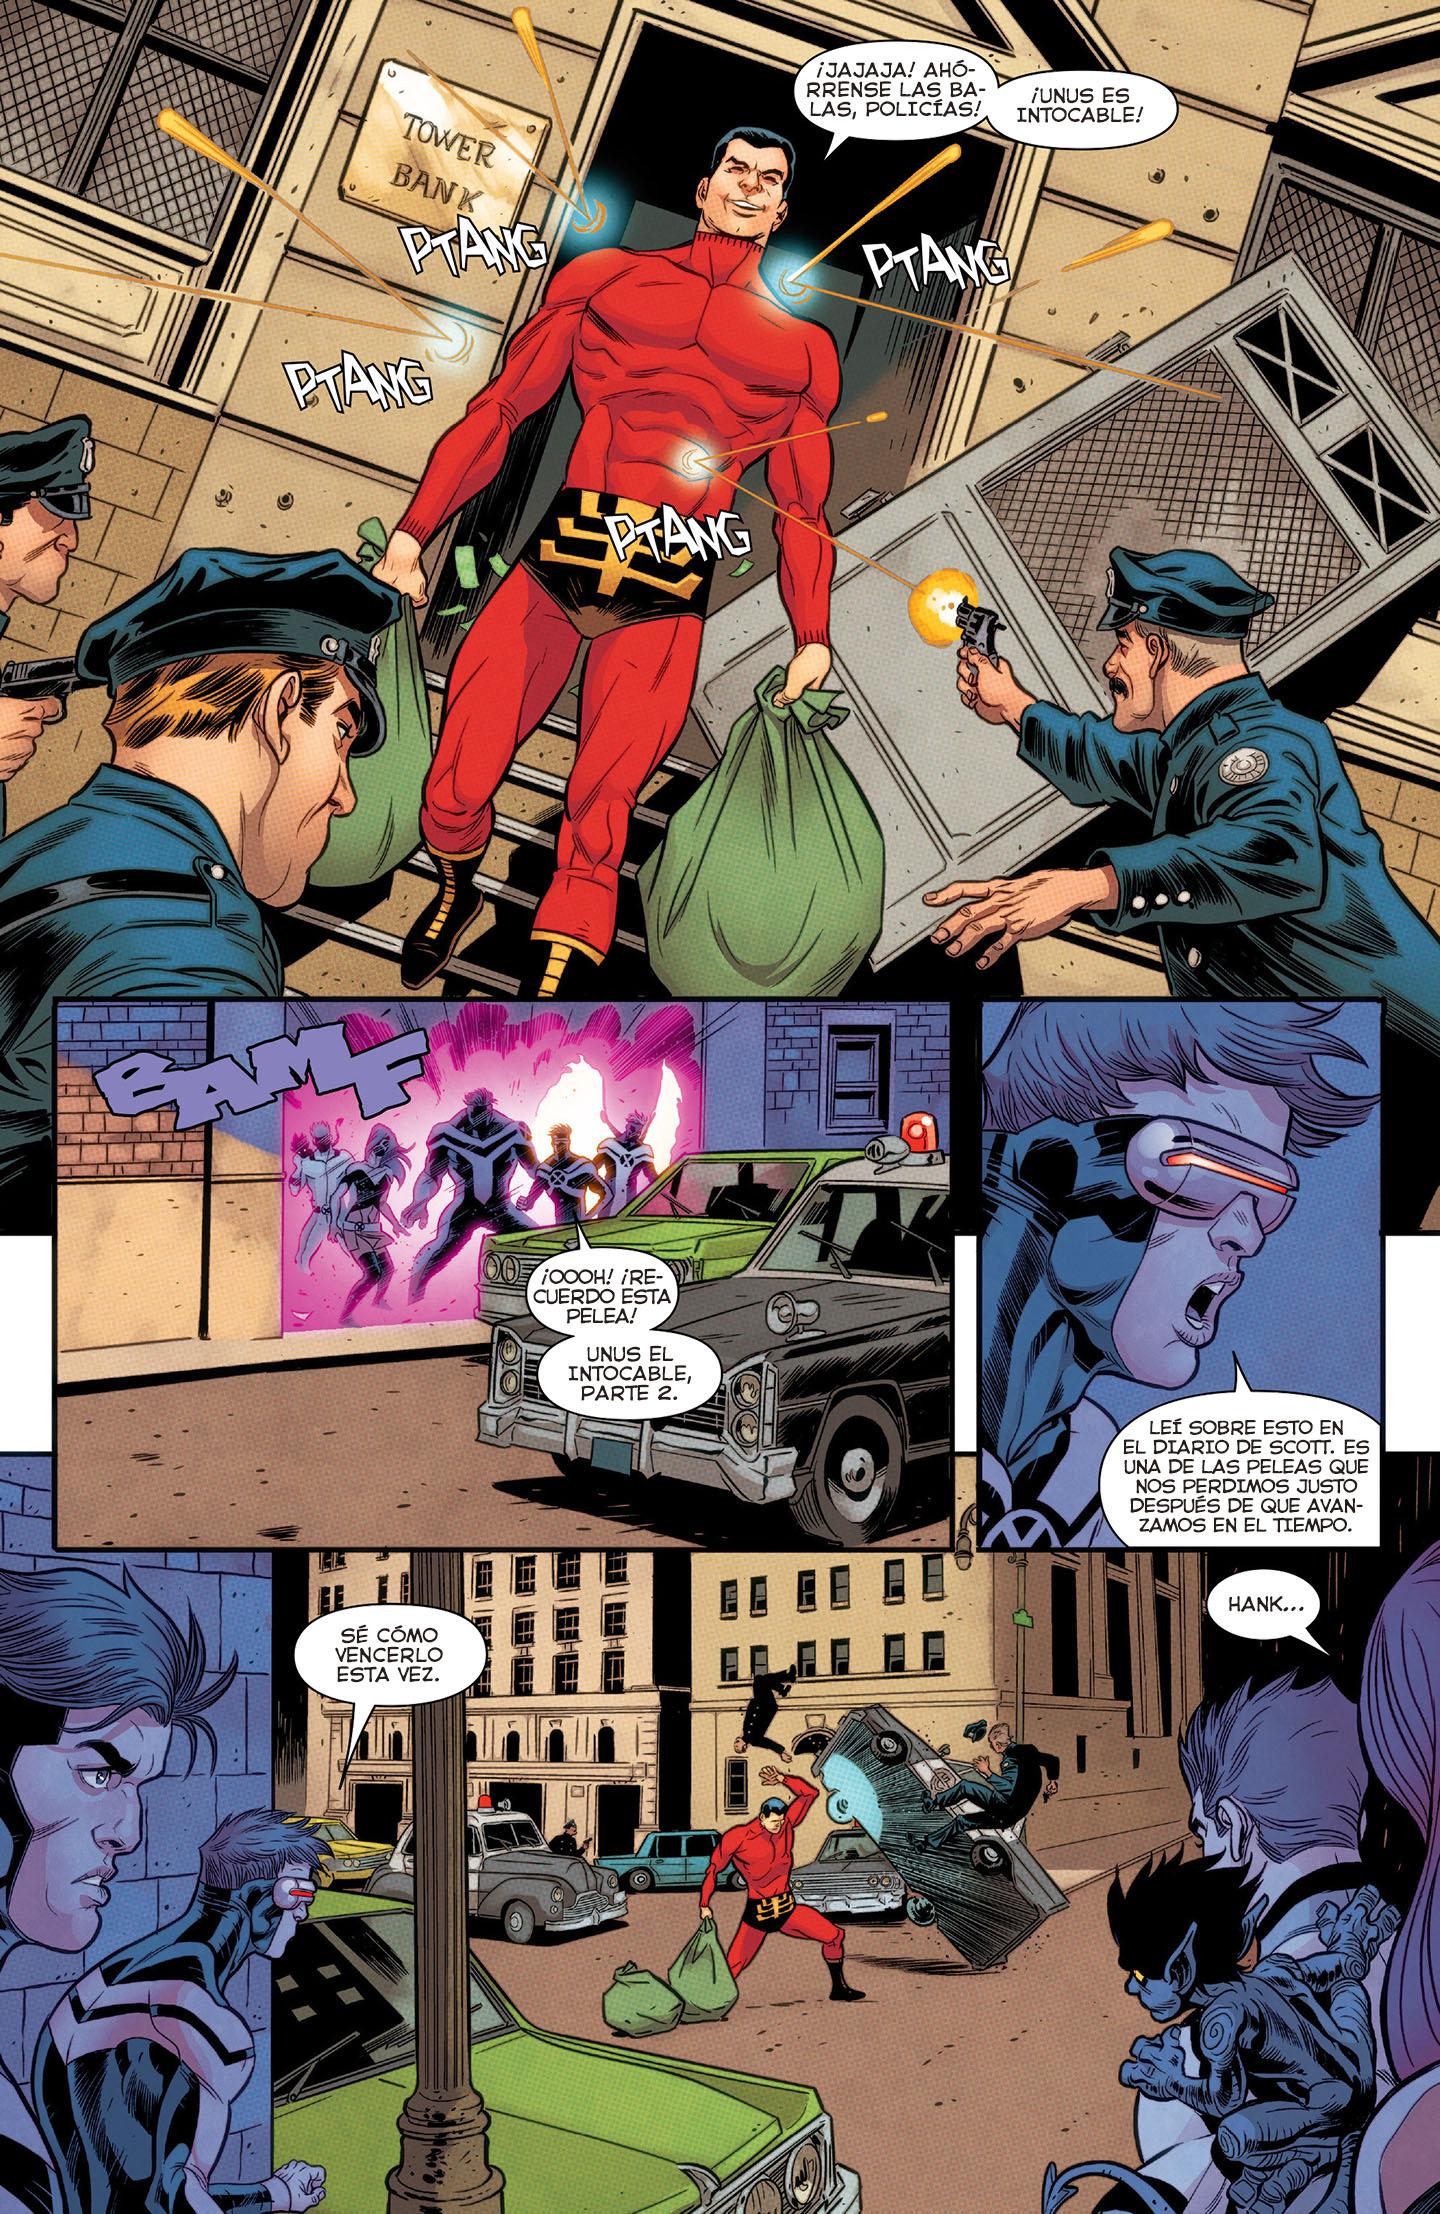 ¡JAJAJA! AHÓ-
RRENSE LAS BA-
LAS, POLICÍAS!
¡UNUS ES
INTOCABLE!
TOWER
BANK
PTANG
PTANG
PTANG
PTANG
BAMF
¡OOOH! ¡RE-
CUERDO ESTA
PELEA!
UNUS EL
INTOCABLE,
PARTE 2.
LEÍ SOBRE ESTO EN
EL DIARIO DE SCOTT. ES
UNA DE LAS PELEAS QUE
NOS PERDIMOS JUSTO
DESPUÉS DE QUE AVAN-
ZAMOS EN EL TIEMPO.
SÉ CÓMO
VENCERLO
ESTA VEZ.
HANK...